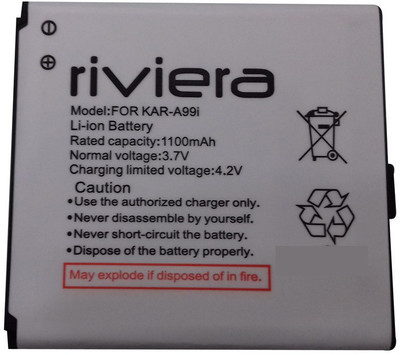 riviera
Model:FOR KAR-A99i
Li-ion Battery
Rated capacity:1100mAh
Normal voltage:3.7V
Charging limited voltage:4.2V
Caution
•Use the authorized charger only.
•Never disassemble by yourself.
•Never short-circuit the battery.
•Dispose of the battery properly.
May explode if disposed of in fire.